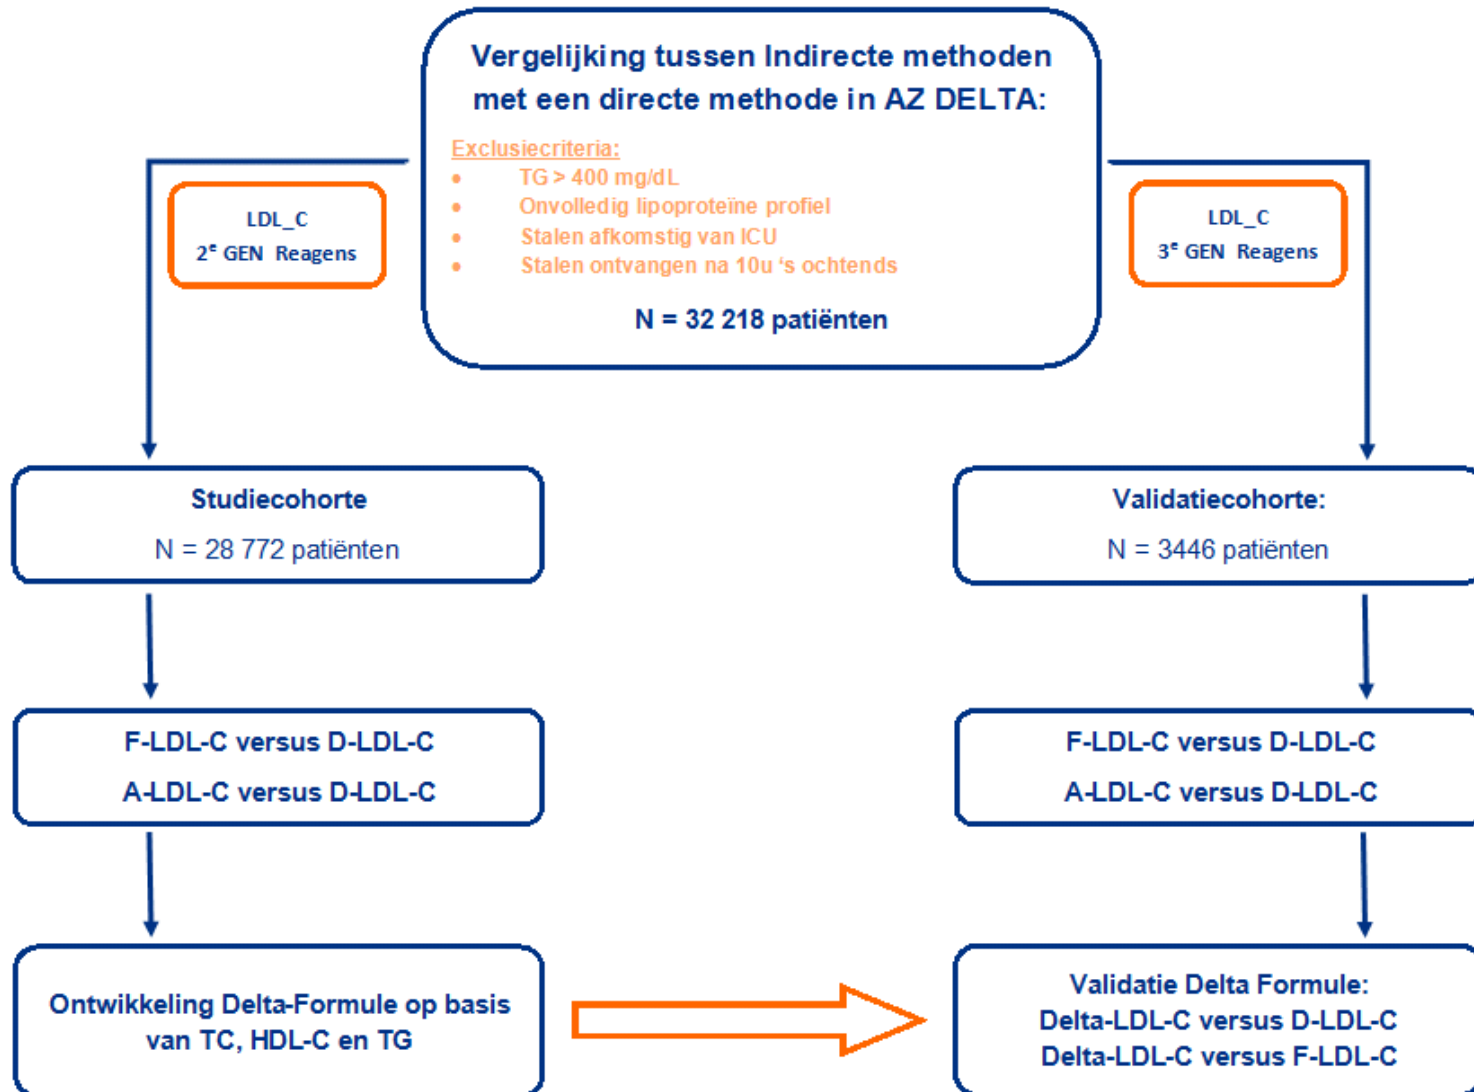 Vergelijking tussen Indirecte methoden
met een directe methode in AZ DELTA:
Exclusiecriteria:
• TG > 400 mg/dL
• Onvolledig lipoproteïne profiel
• Stalen afkomstig van ICU
• Stalen ontvangen na 10u ‘s ochtends
N = 32 218 patiënten
LDL_C
2e GEN Reagens
LDL_C
3e GEN Reagens
Studiecohorte
N = 28 772 patiënten
Validatiecohorte:
N = 3446 patiënten
F-LDL-C versus D-LDL-C
A-LDL-C versus D-LDL-C
F-LDL-C versus D-LDL-C
A-LDL-C versus D-LDL-C
Ontwikkeling Delta-Formule op basis
van TC, HDL-C en TG
Validatie Delta Formule:
Delta-LDL-C versus D-LDL-C
Delta-LDL-C versus F-LDL-C